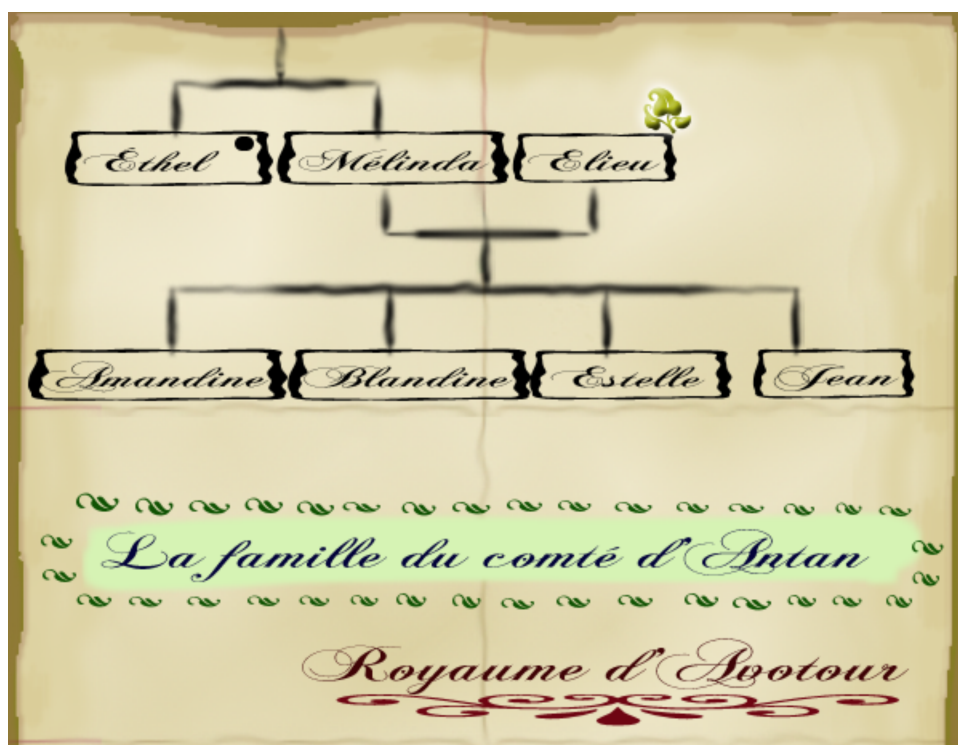 Éthel Mélinda Elieu
Amandine Blandine Estelle Jean
La famille du comté d'Antan
Royaume d'Avotour